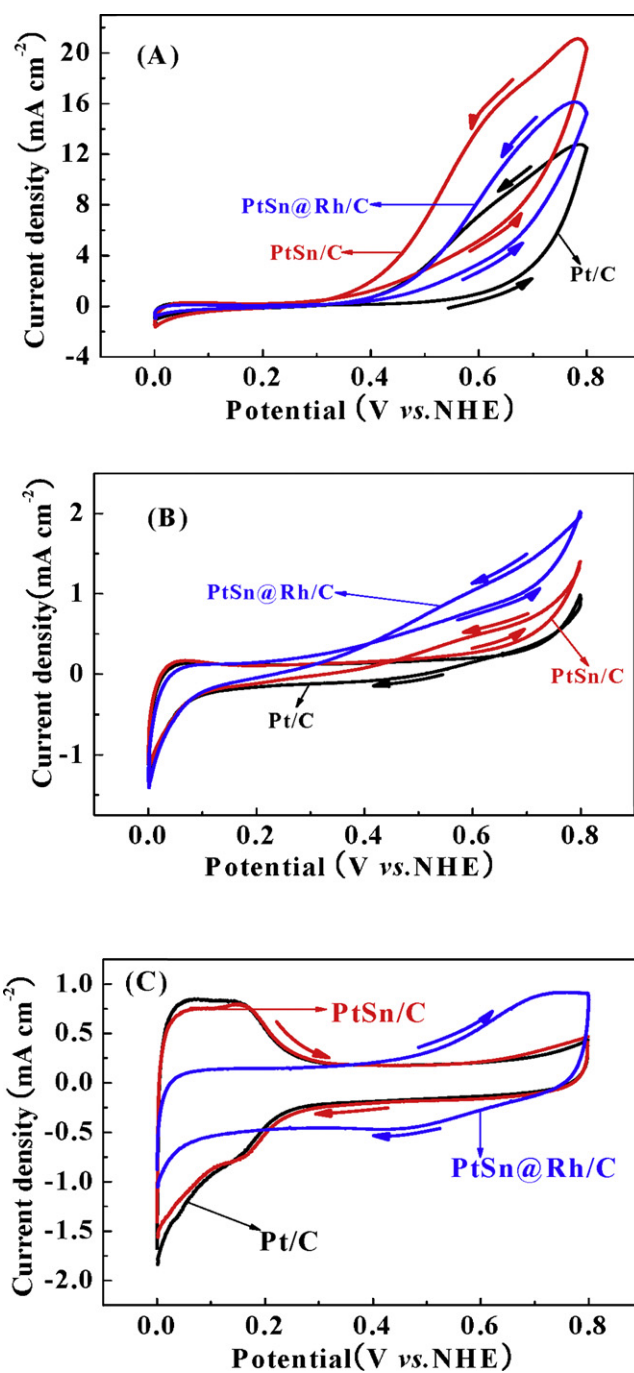 (A)
20
16
12
8
4
0
-4
Current density (mA cm-2)
PtSn@Rh/C
PtSn/C
Pt/C
0.0 0.2 0.4 0.6 0.8
Potential (V vs.NHE)
(B)
2
1
0
-1
Current density(mA cm-2)
PtSn@Rh/C
PtSn/C
Pt/C
0.0 0.2 0.4 0.6 0.8
Potential (V vs.NHE)
(C)
1.0
0.5
0.0
-0.5
-1.0
-1.5
-2.0
Current density (mA cm-2)
PtSn/C
PtSn@Rh/C
Pt/C
0.0 0.2 0.4 0.6 0.8
Potential(V vs.NHE)